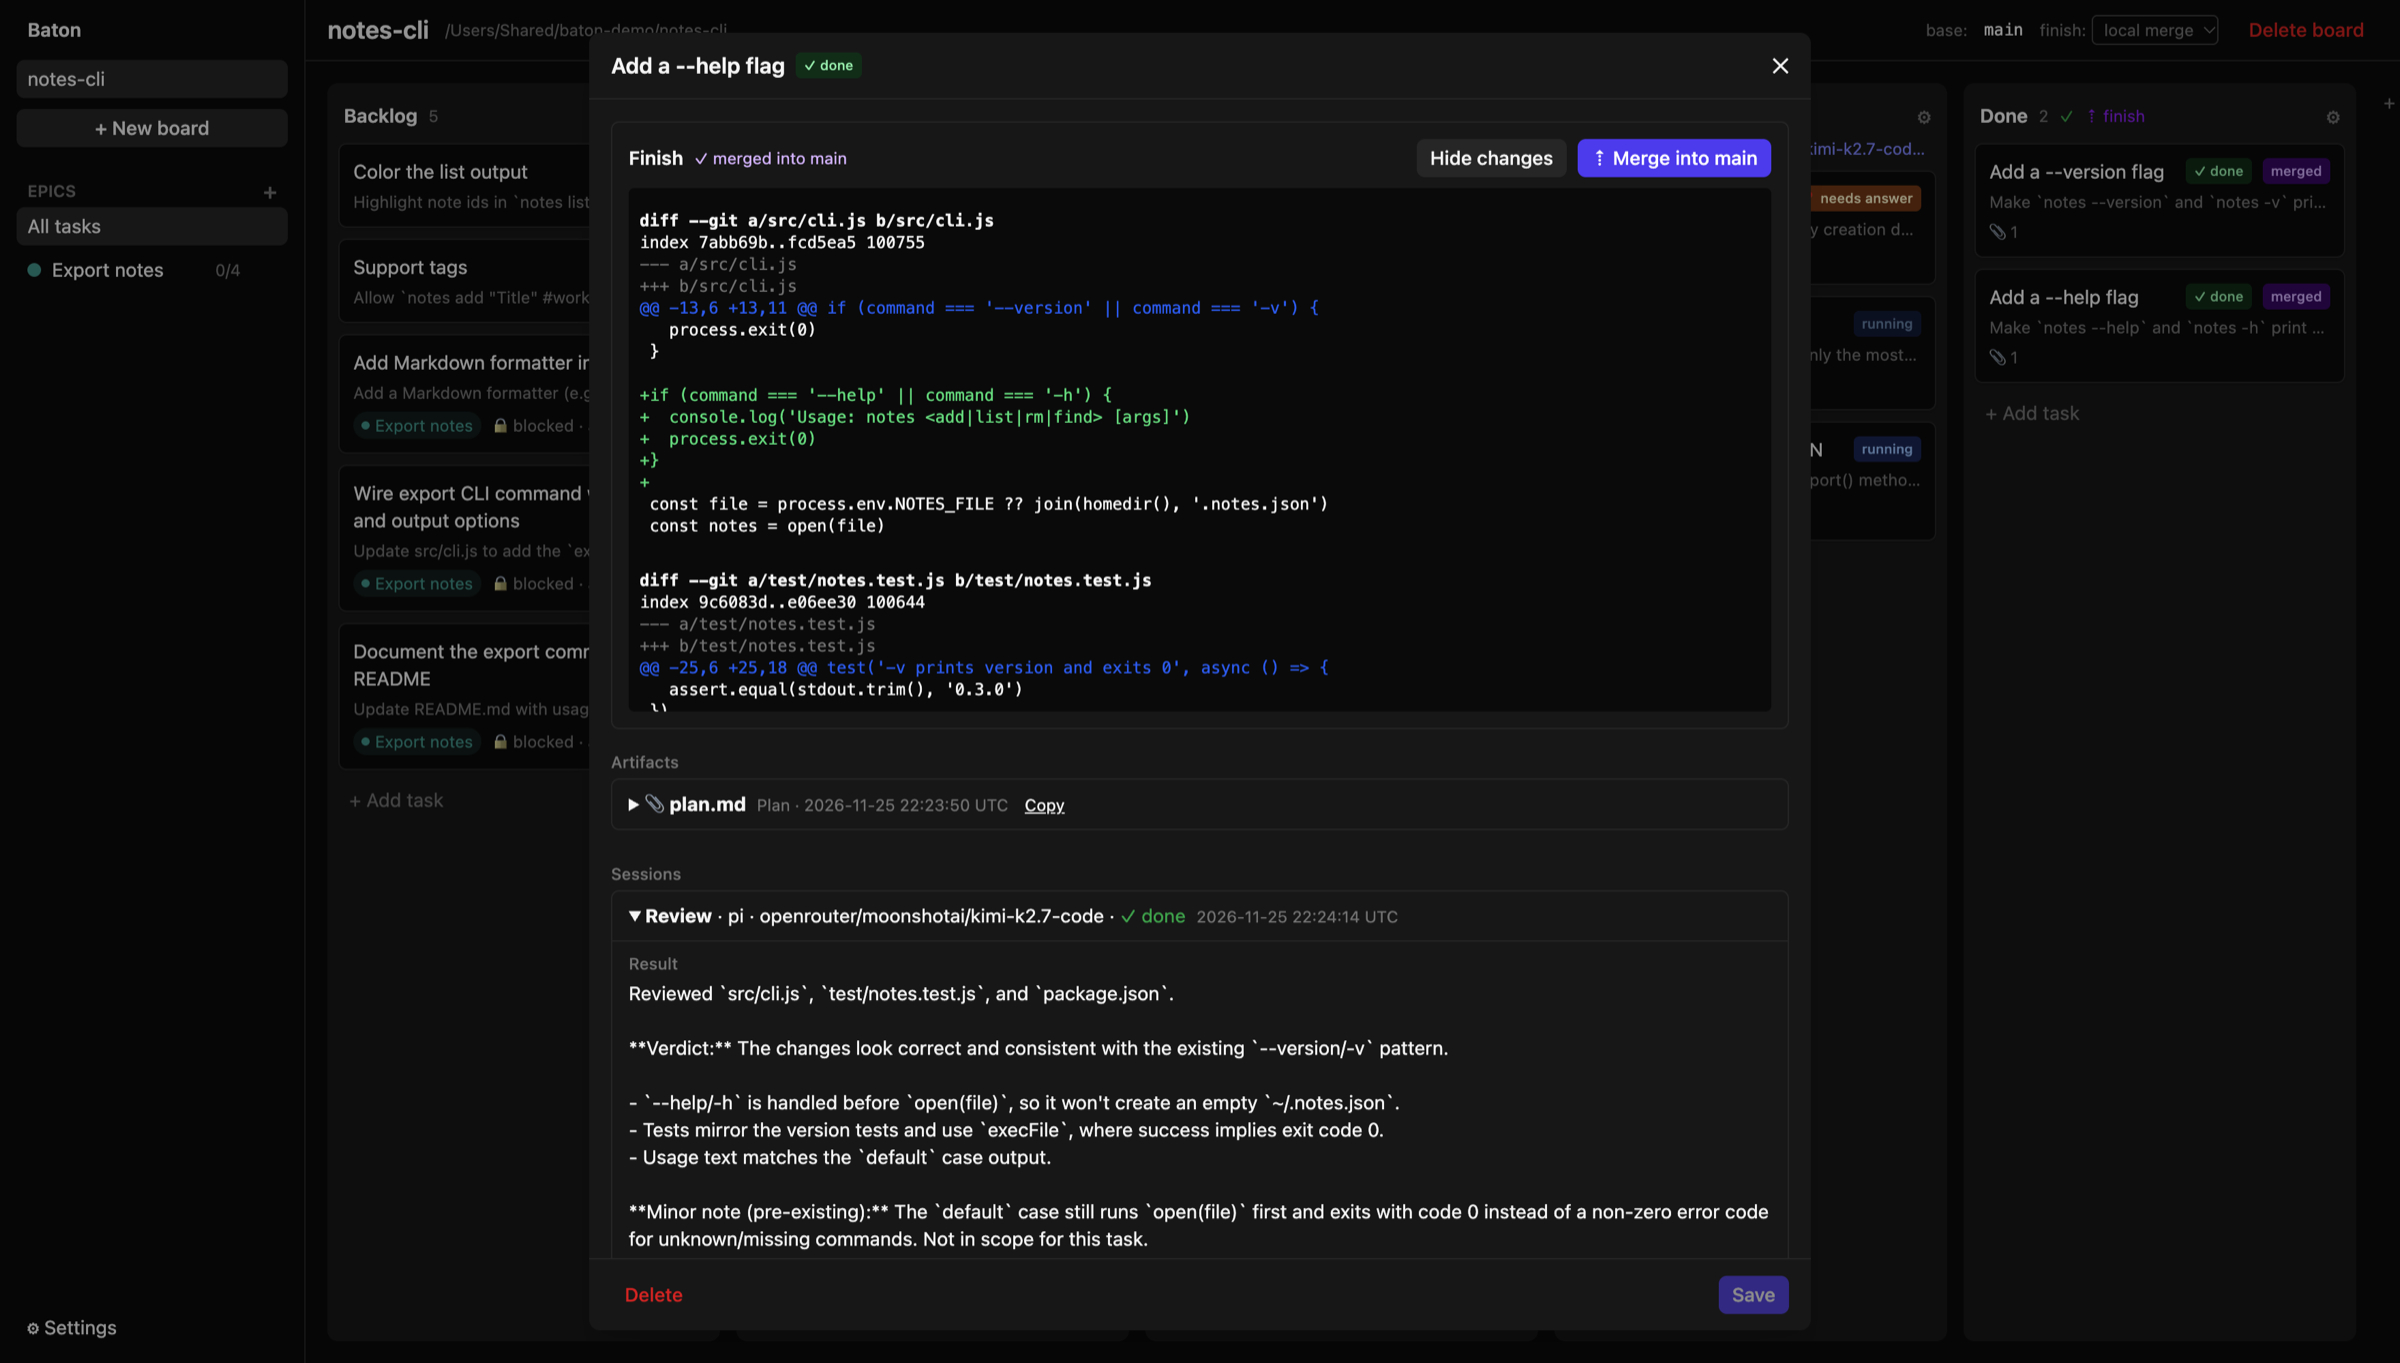 Baton
notes-cli
+ New board
EPICS +
All tasks
Export notes 0/4
Settings
notes-cli /Users/Shared/baton-demo/notes-cli
base: main finish: local merge Delete board
Backlog 5
Color the list output
Highlight note ids in `notes list
Support tags
Allow `notes add "Title" #work
Add Markdown formatter
Add a Markdown formatter (e.g
Export notes blocked ·
Wire export CLI command
and output options
Update src/cli.js to add the `ex
Export notes blocked ·
Document the export
README
Update README.md with usag
Export notes blocked ·
+ Add task
Add a --help flag ✓ done
Finish ✓ merged into main Hide changes ⇡ Merge into main
diff --git a/src/cli.js b/src/cli.js
index 7abb69b..fcd5ea5 100755
--- a/src/cli.js
+++ b/src/cli.js
@@ -13,6 +13,11 @@ if (command === '--version' || command === '-v') {
process.exit(0)
}
+if (command === '--help' || command === '-h') {
+  console.log('Usage: notes <add|list|rm|find> [args]')
+  process.exit(0)
+}
+
const file = process.env.NOTES_FILE ?? join(homedir(), '.notes.json')
const notes = open(file)
diff --git a/test/notes.test.js b/test/notes.test.js
index 9c6083d..e06ee30 100644
--- a/test/notes.test.js
+++ b/test/notes.test.js
@@ -25,6 +25,18 @@ test('-v prints version and exits 0', async () => {
assert.equal(stdout.trim(), '0.3.0')
})
Artifacts
plan.md Plan · 2026-11-25 22:23:50 UTC Copy
Sessions
Review · pi · openrouter/moonshotai/kimi-k2.7-code · ✓ done 2026-11-25 22:24:14 UTC
Result
Reviewed `src/cli.js`, `test/notes.test.js`, and `package.json`.
**Verdict:** The changes look correct and consistent with the existing `--version/-v` pattern.
- `--help/-h` is handled before `open(file)`, so it won't create an empty `~/.notes.json`.
- Tests mirror the version tests and use `execFile`, where success implies exit code 0.
- Usage text matches the `default` case output.
**Minor note (pre-existing):** The `default` case still runs `open(file)` first and exits with code 0 instead of a non-zero error code
for unknown/missing commands. Not in scope for this task.
Delete Save
kimi-k2.7-cod...
needs answer
y creation d...
running
nly the most...
N running
port() metho...
Done 2 ✓ ⇡ finish
Add a --version flag ✓ done merged
Make `notes --version` and `notes -v` pri...
1
Add a --help flag ✓ done merged
Make `notes --help` and `notes -h` print ...
1
+ Add task
+